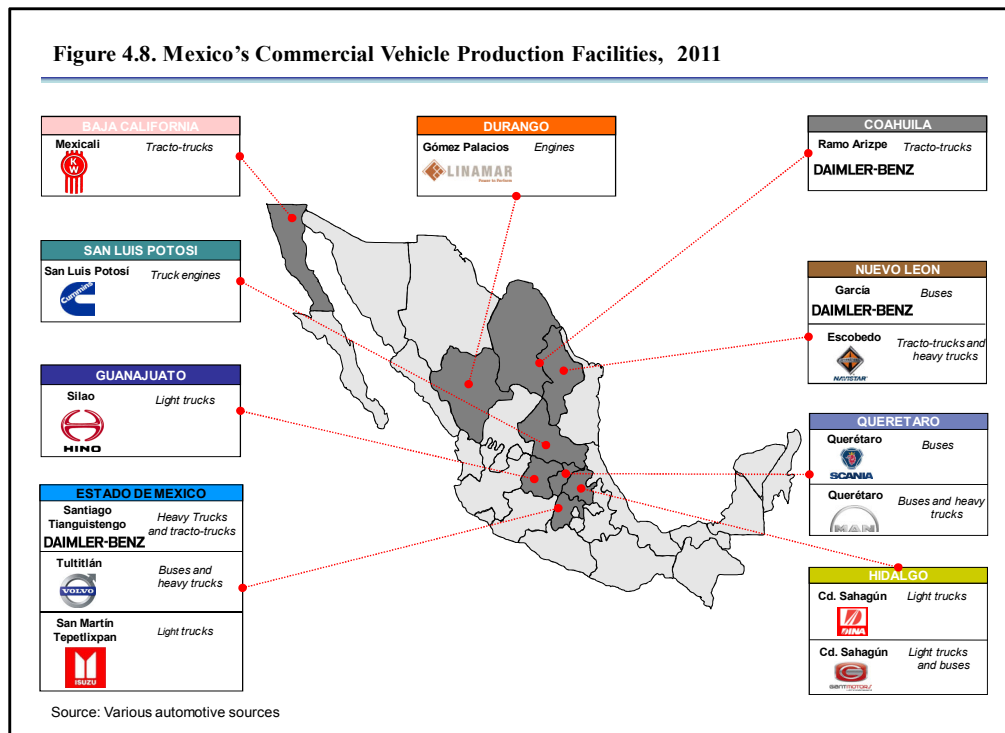 Figure 4.8. Mexico's Commercial Vehicle Production Facilities, 2011
BAJA CALIFORNIA
Mexicali
Tracto-trucks
KW
DURANGO
Gómez Palacios
Engines
LINAMAR
Power to Perform
COAHUILA
Ramo Arizpe
Tracto-trucks
DAIMLER-BENZ
SAN LUIS POTOSI
San Luis Potosí
Truck engines
Cummins
NUEVO LEON
García
Buses
DAIMLER-BENZ
Escobedo
Tracto-trucks and
heavy trucks
NAVISTAR
GUANAJUATO
Silao
Light trucks
HINO
QUERETARO
Querétaro
Buses
SCANIA
Querétaro
Buses and heavy
trucks
MAN
ESTADO DE MEXICO
Santiago
Tianguistengo
Heavy Trucks
and tracto-trucks
DAIMLER-BENZ
Tultitlán
Buses and
heavy trucks
VOLVO
San Martín
Tepetlixpan
Light trucks
ISUZU
HIDALGO
Cd. Sahagún
Light trucks
DINA
Cd. Sahagún
Light trucks
and buses
G
GIANTMOTORS
Source: Various automotive sources